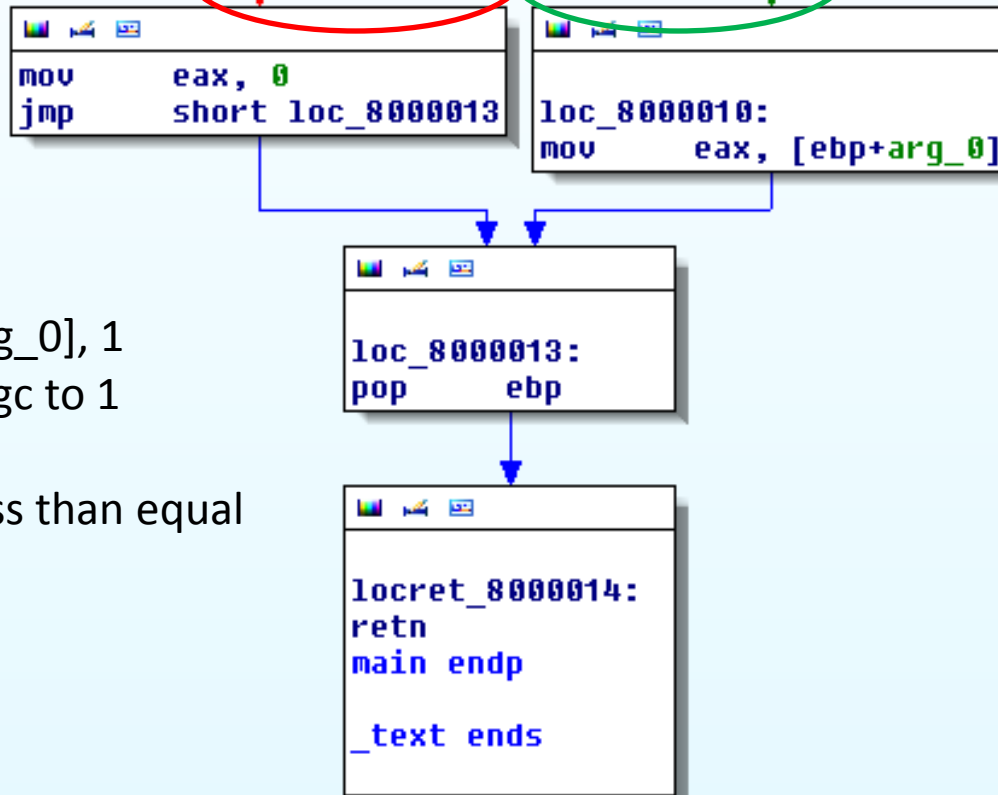 mov eax, 0
jmp short loc_8000013
loc_8000010:
mov eax, [ebp+arg_0]
g_0], 1
gc to 1
ss than equal
loc_8000013:
pop ebp
locret_8000014:
retn
main endp
_text ends